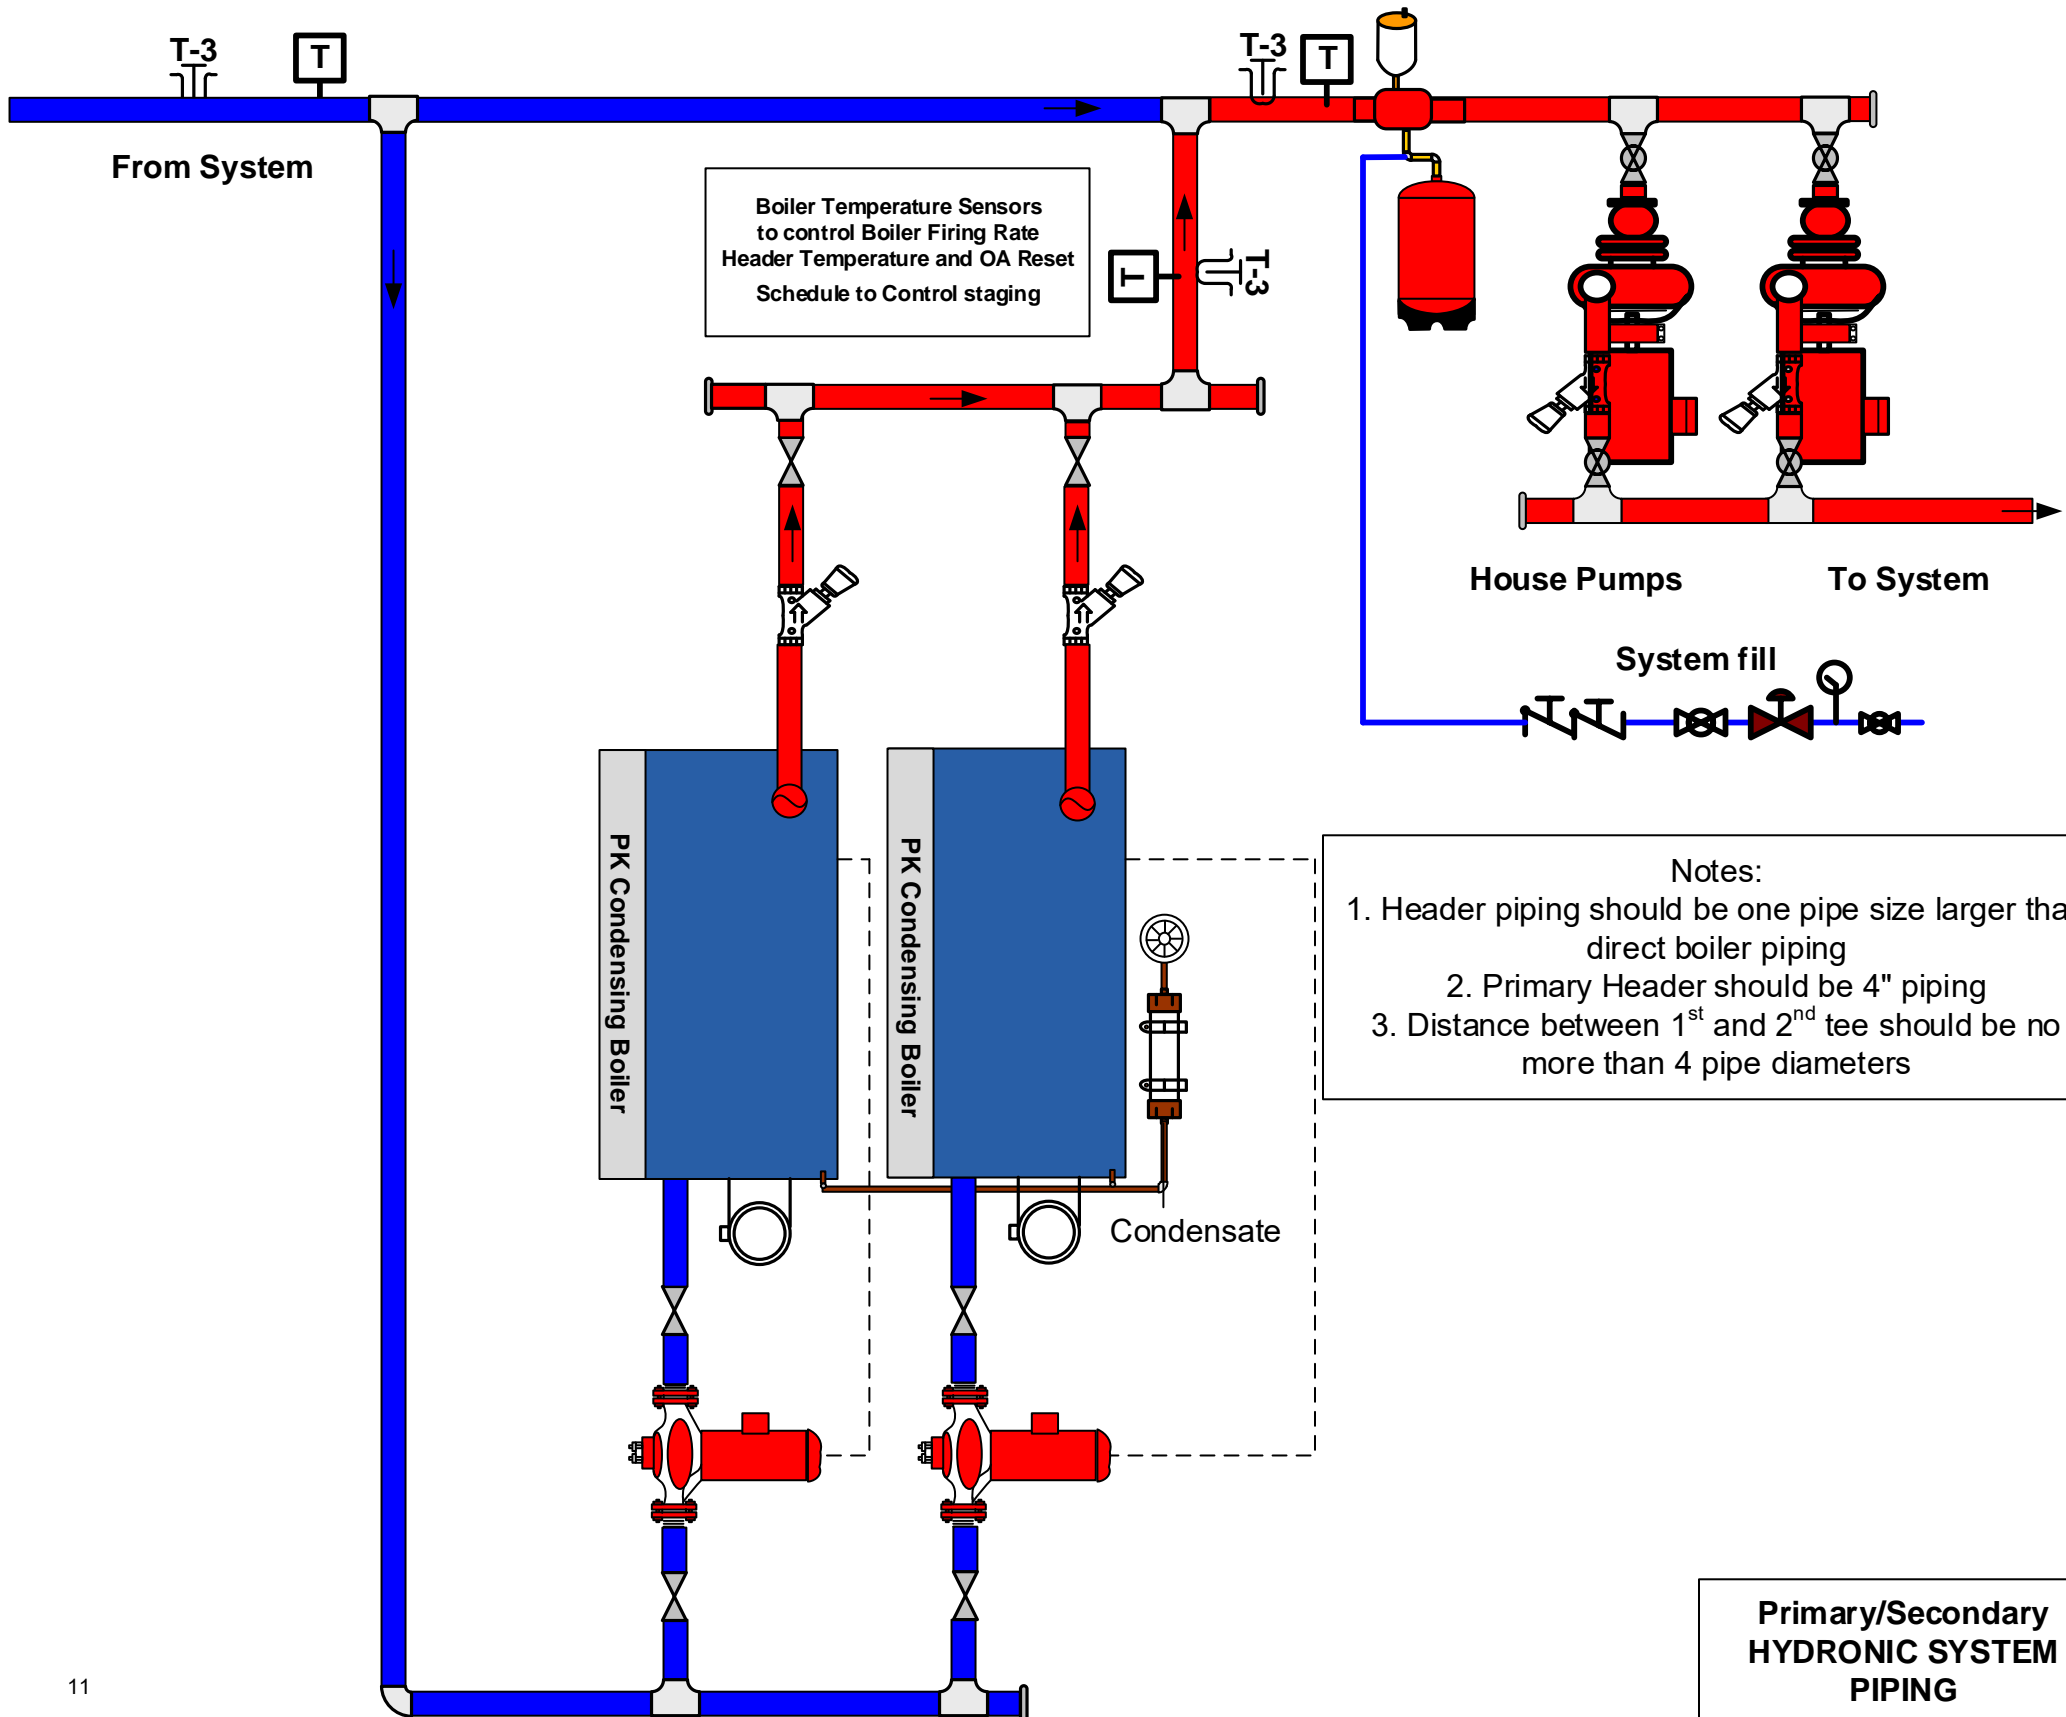 T-3
T
T-3
T
From System
Boiler Temperature Sensors
to control Boiler Firing Rate
Header Temperature and OA Reset
Schedule to Control staging
T
T-3
House Pumps
To System
System fill
PK Condensing Boiler
PK Condensing Boiler
Notes:
1. Header piping should be one pipe size larger tha
direct boiler piping
2. Primary Header should be 4" piping
3. Distance between 1st and 2nd tee should be no
more than 4 pipe diameters
Condensate
Primary/Secondary
HYDRONIC SYSTEM
PIPING
11